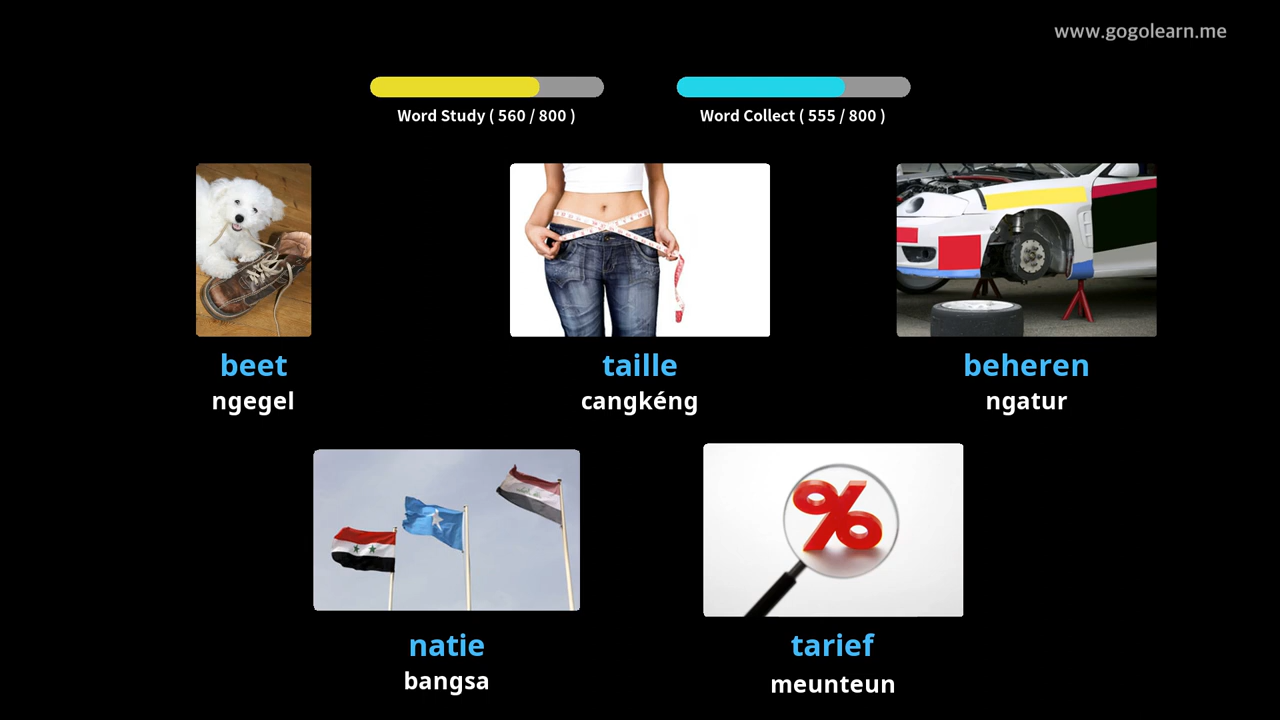 www.gogolearn.me
Word Study ( 560 / 800 )
Word Collect ( 555 / 800 )
beet
ngegel
taille
cangkéng
beheren
ngatur
%
natie
bangsa
tarief
meunteun